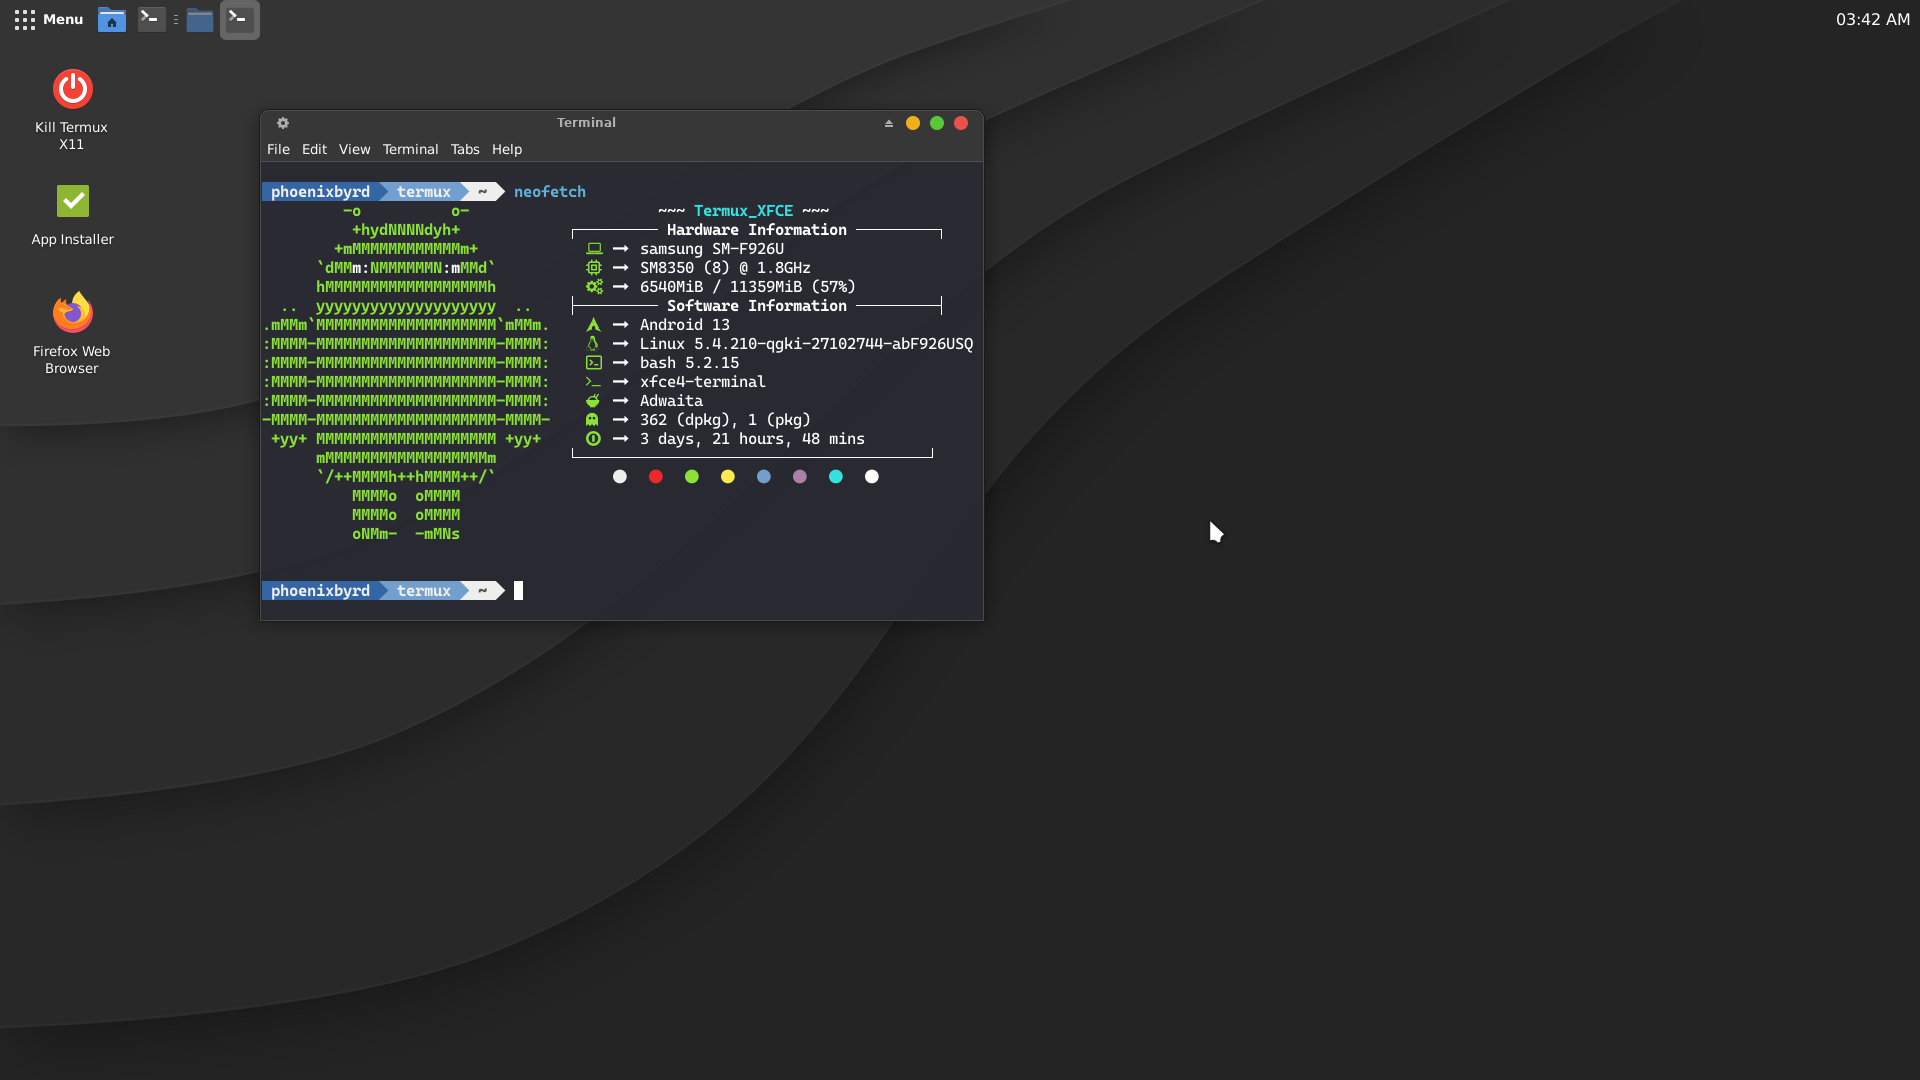 Menu
03:42 AM
Kill Termux
X11
App Installer
Firefox Web
Browser
Terminal
File Edit View Terminal Tabs Help
phoenixbyrd termux ~ neofetch
-o          o-
~~~ Termux_XFCE ~~~
+hydNNNNdyh+
Hardware Information
+mMMMMMMMMMMMMm+
samsung SM-F926U
`dMMm:NMMMMMMN:mMMd`
SM8350 (8) @ 1.8GHz
hMMMMMMMMMMMMMMMMMMh
6540MiB / 11359MiB (57%)
..  yyyyyyyyyyyyyyyyyyyy  ..
Software Information
.mMMm`MMMMMMMMMMMMMMMMMMMM`mMMm.
Android 13
:MMMM-MMMMMMMMMMMMMMMMMMMM-MMMM:
Linux 5.4.210-qgki-27102744-abF926USQ
:MMMM-MMMMMMMMMMMMMMMMMMMM-MMMM:
bash 5.2.15
:MMMM-MMMMMMMMMMMMMMMMMMMM-MMMM:
xfce4-terminal
:MMMM-MMMMMMMMMMMMMMMMMMMM-MMMM:
Adwaita
-MMMM-MMMMMMMMMMMMMMMMMMMM-MMMM-
362 (dpkg), 1 (pkg)
+yy+ MMMMMMMMMMMMMMMMMMMM +yy+
3 days, 21 hours, 48 mins
mMMMMMMMMMMMMMMMMMMm
`/++MMMMh++hMMMM++/`
MMMMo  oMMMM
MMMMo  oMMMM
oNMm-  -mMNs
phoenixbyrd termux ~